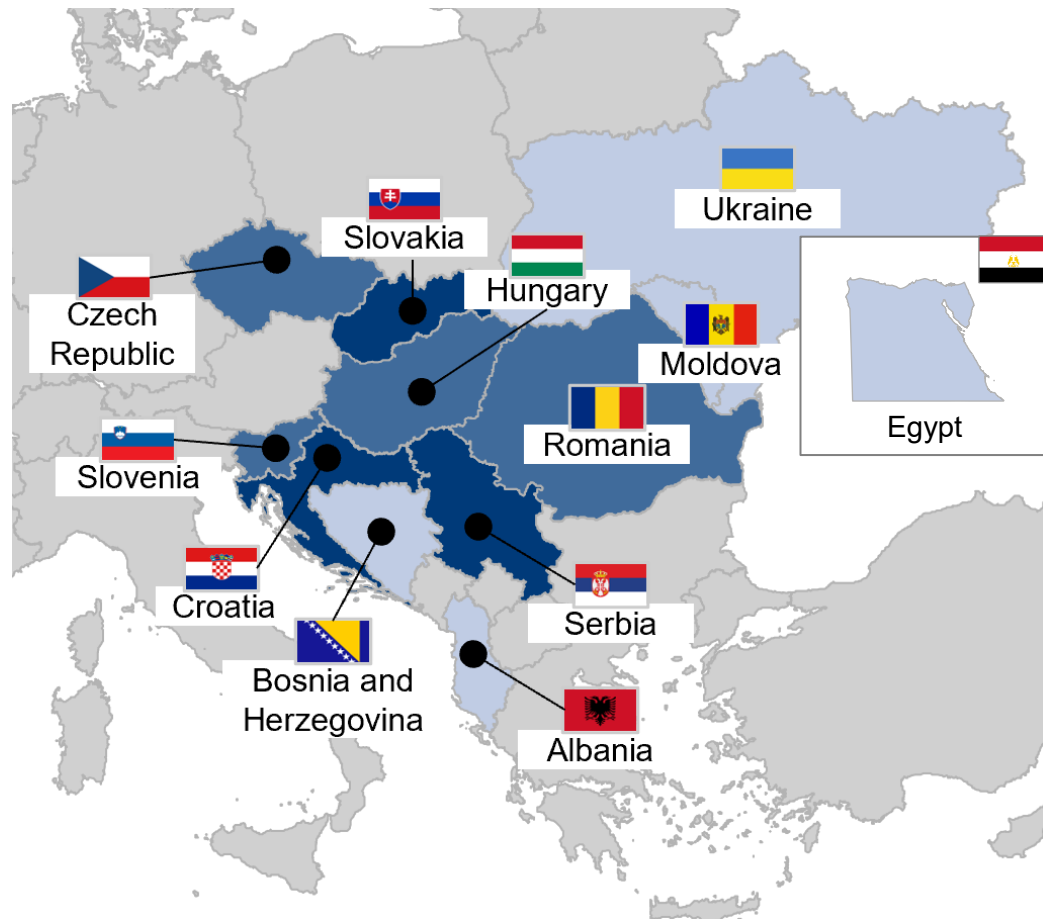 Slovakia
Ukraine
Hungary
Czech
Republic
Moldova
Romania
Egypt
Slovenia
Croatia
Serbia
Bosnia and
Herzegovina
Albania